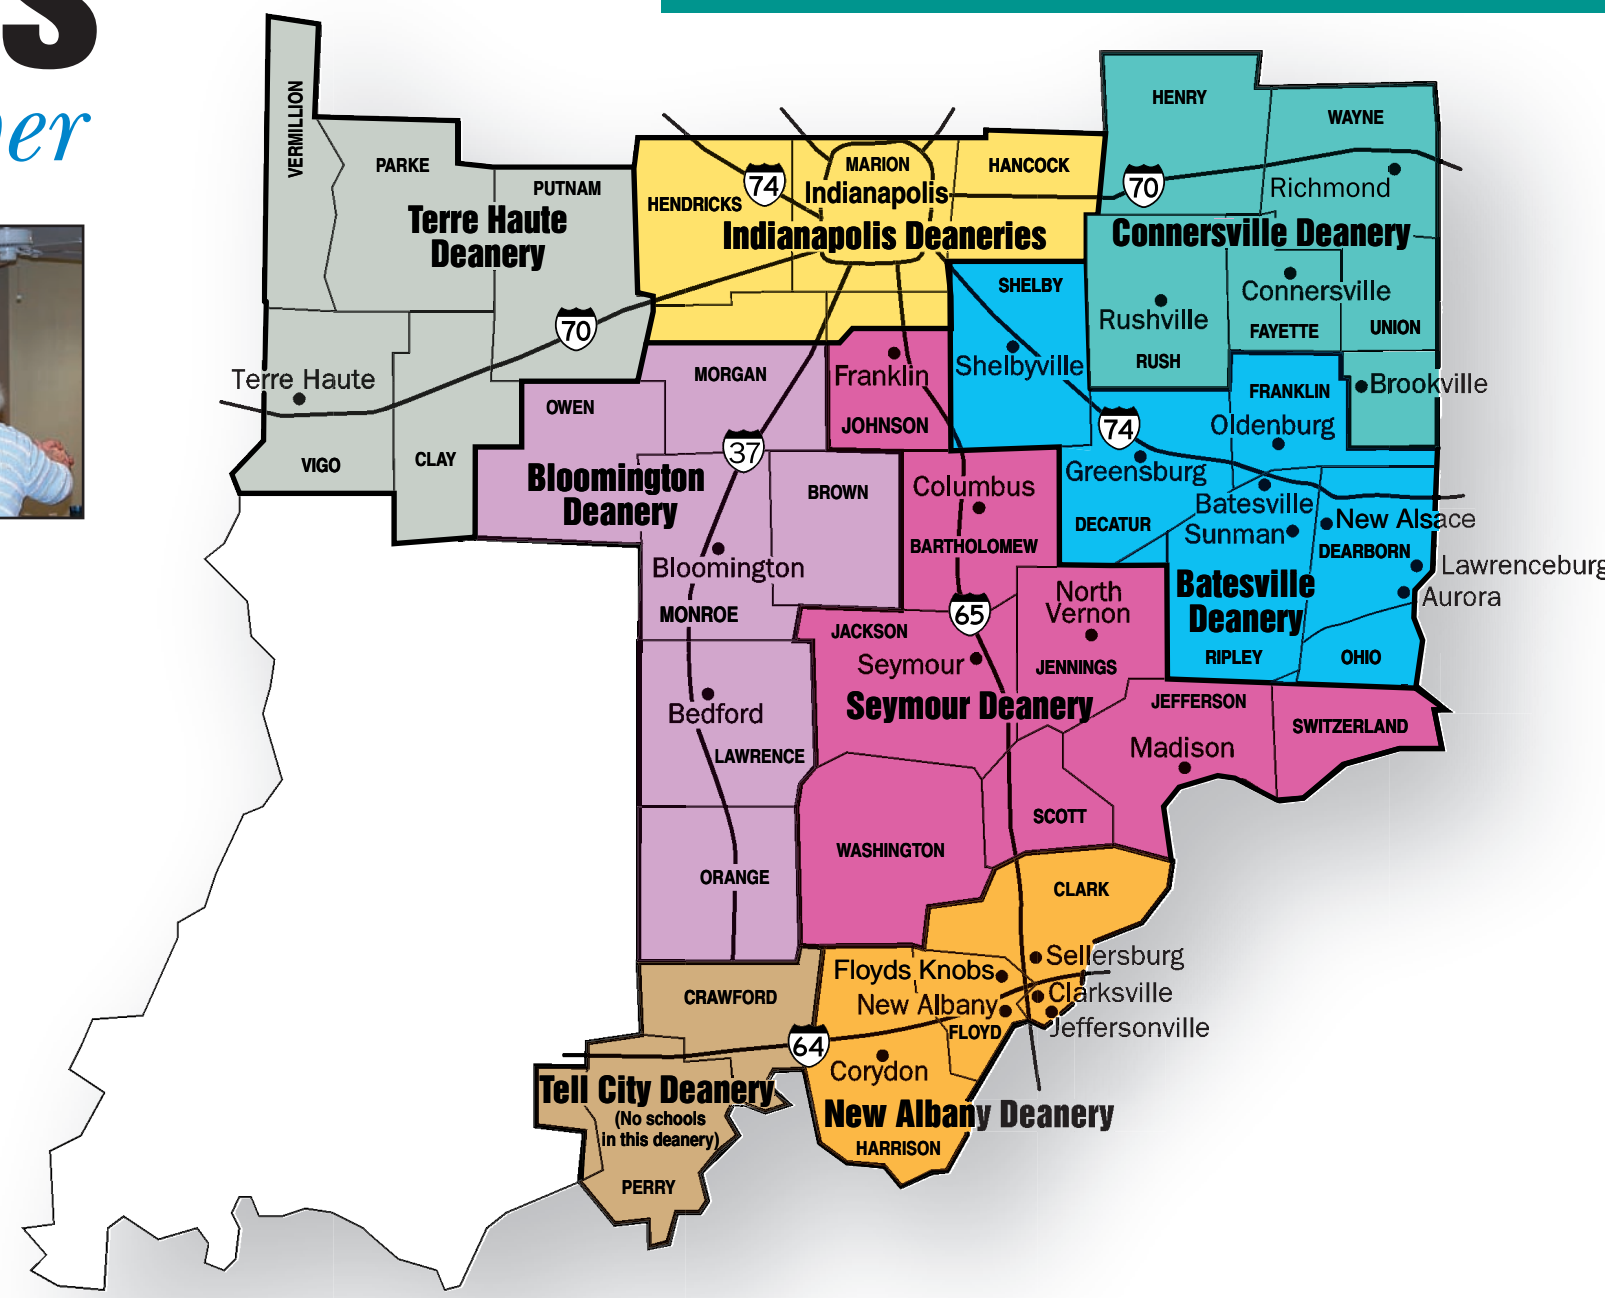 S
er
VERMILLION
PARKE
PUTNAM
Terre Haute
Deanery
70
Terre Haute
VIGO
CLAY
HENDRICKS
74
MARION
Indianapolis
HANCOCK
Indianapolis Deaneries
HENRY
WAYNE
70
Richmond
Connersville Deanery
Connersville
Rushville
FAYETTE
UNION
RUSH
Brookville
SHELBY
Shelbyville
FRANKLIN
Oldenburg
74
Greensburg
Batesville
Sunman
New Alsace
DECATUR
DEARBORN
Lawrenceburg
Aurora
Batesville
Deanery
RIPLEY
OHIO
MORGAN
OWEN
37
Bloomington
Deanery
BROWN
Bloomington
MONROE
Bedford
LAWRENCE
ORANGE
Franklin
JOHNSON
Columbus
BARTHOLOMEW
65
North
Vernon
JACKSON
Seymour
JENNINGS
Seymour Deanery
JEFFERSON
SWITZERLAND
Madison
SCOTT
WASHINGTON
CLARK
Sellersburg
Floyds Knobs
Clarksville
New Albany
Jeffersonville
FLOYD
CRAWFORD
64
Corydon
Tell City Deanery
(No schools
in this deanery)
PERRY
New Albany Deanery
HARRISON